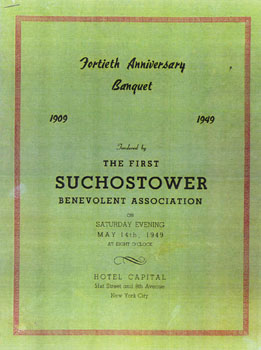 Fortieth Anniversary
Banquet
1909 1949
Tendered by
THE FIRST
SUCHOSTOWER
BENEVOLENT ASSOCIATION
ON
SATURDAY EVENING
MAY 14th, 1949
AT EIGHT O'CLOCK
HOTEL CAPITAL
51st Street and 8th Avenue
New York City